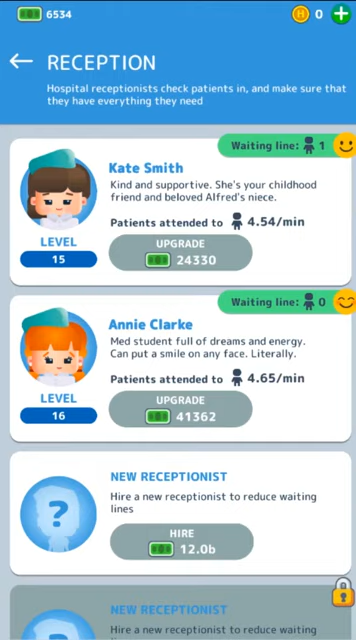 6534
0
RECEPTION
Hospital receptionists check patients in, and make sure that
they have everything they need
Waiting line: 1
Kate Smith
Kind and supportive. She's your childhood
friend and beloved Alfred's niece.
Patients attended to 4.54/min
LEVEL
15
UPGRADE
24330
Waiting line: 0
Annie Clarke
Med student full of dreams and energy.
Can put a smile on any face. Literally.
Patients attended to 4.65/min
LEVEL
16
UPGRADE
41362
NEW RECEPTIONIST
Hire a new receptionist to reduce waiting
lines
?
HIRE
12.0b
NEW RECEPTIONIST
Hire a new receptionist to reduce waiting